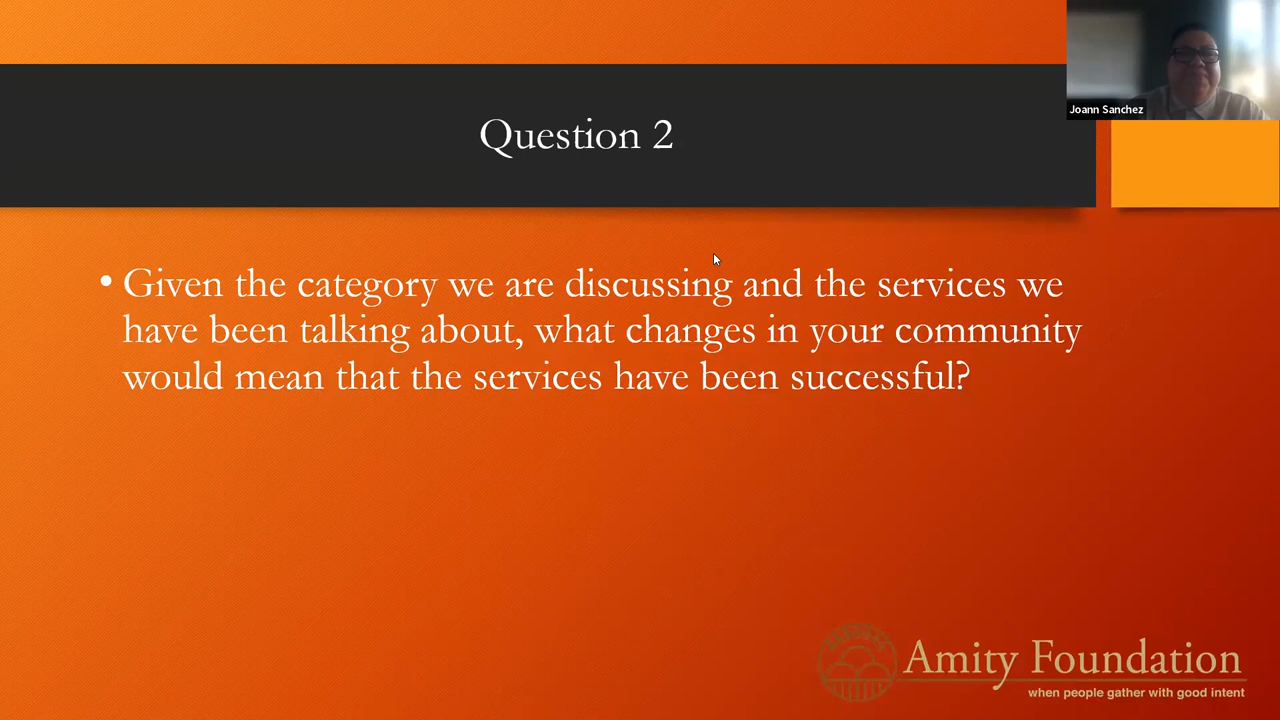 Joann Sanchez
Question 2
• Given the category we are discussing and the services we
have been talking about, what changes in your community
would mean that the services have been successful?
Amity Foundation
when people gather with good intent